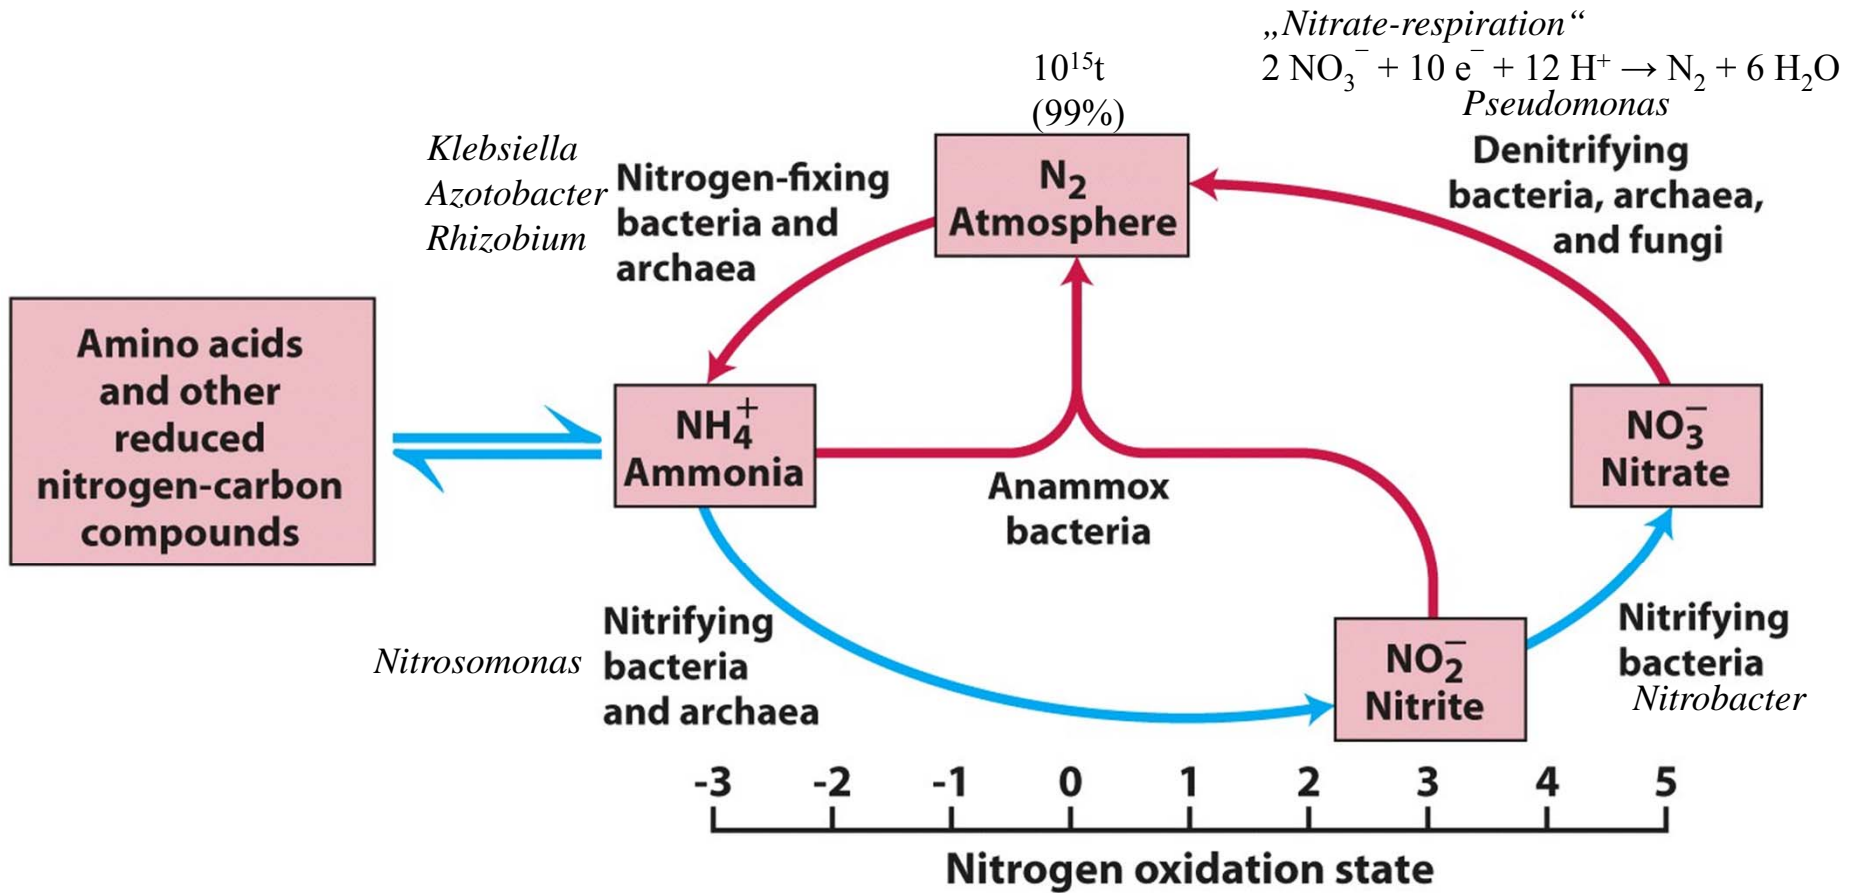 „Nitrate-respiration“
2 NO₃⁻ + 10 e⁻ + 12 H⁺ → N₂ + 6 H₂O
Pseudomonas
10¹⁵t
(99%)
Klebsiella
Azotobacter
Rhizobium
Nitrogen-fixing
bacteria and
archaea
N₂
Atmosphere
Denitrifying
bacteria, archaea,
and fungi
Amino acids
and other
reduced
nitrogen-carbon
compounds
NH₄⁺
Ammonia
Anammox
bacteria
NO₃⁻
Nitrate
Nitrosomonas
Nitrifying
bacteria
and archaea
NO₂⁻
Nitrite
Nitrifying
bacteria
Nitrobacter
-3 -2 -1 0 1 2 3 4 5
Nitrogen oxidation state